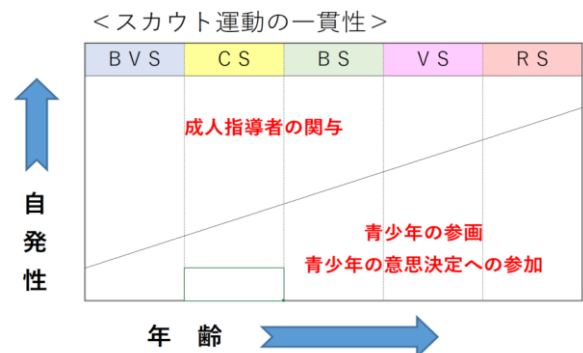 ＜スカウト運動の一貫性＞
ＢＶＳ
ＣＳ
ＢＳ
ＶＳ
ＲＳ
成人指導者の関与
自発性
青少年の参画
青少年の意思決定への参加
年　齢